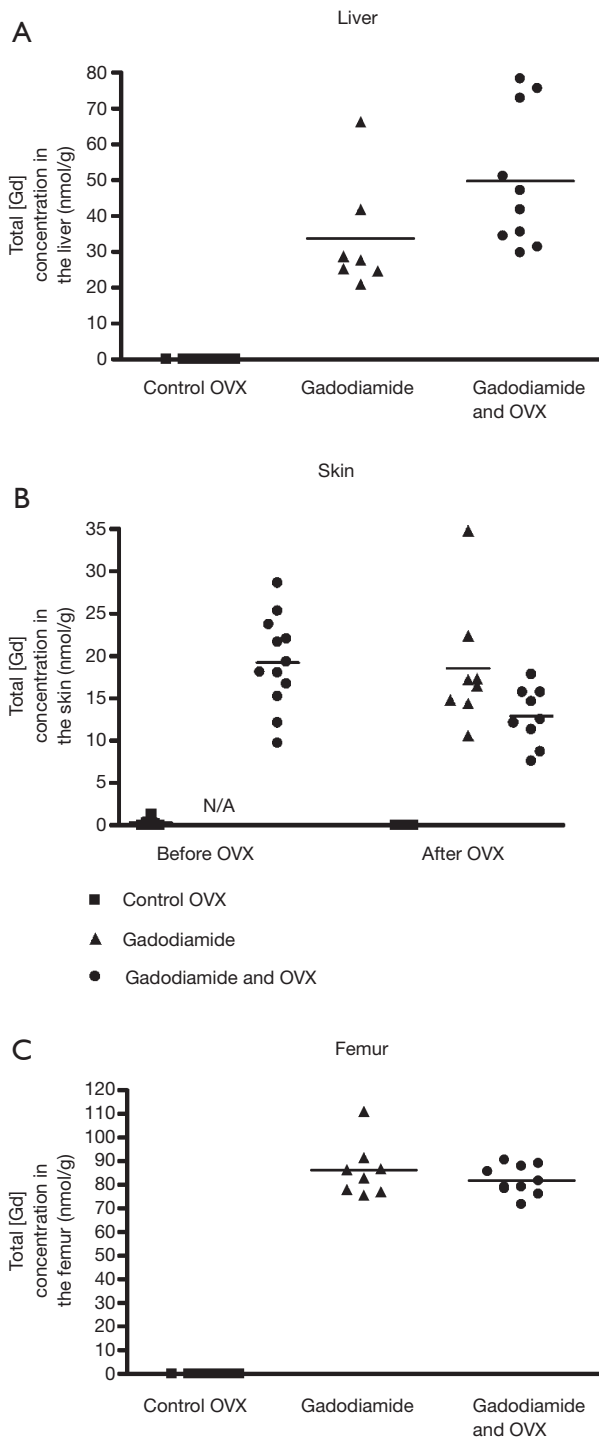 A
Liver
Total [Gd]
concentration in
the liver (nmol/g)
80
70
60
50
40
30
20
10
0
Control OVX
Gadodiamide
Gadodiamide
and OVX
B
Skin
Total [Gd]
concentration in
the skin (nmol/g)
35
30
25
20
15
10
5
0
N/A
Before OVX
After OVX
Control OVX
Gadodiamide
Gadodiamide and OVX
C
Femur
Total [Gd]
concentration in
the femur (nmol/g)
120
110
100
90
80
70
60
50
40
30
20
10
0
Control OVX
Gadodiamide
Gadodiamide
and OVX